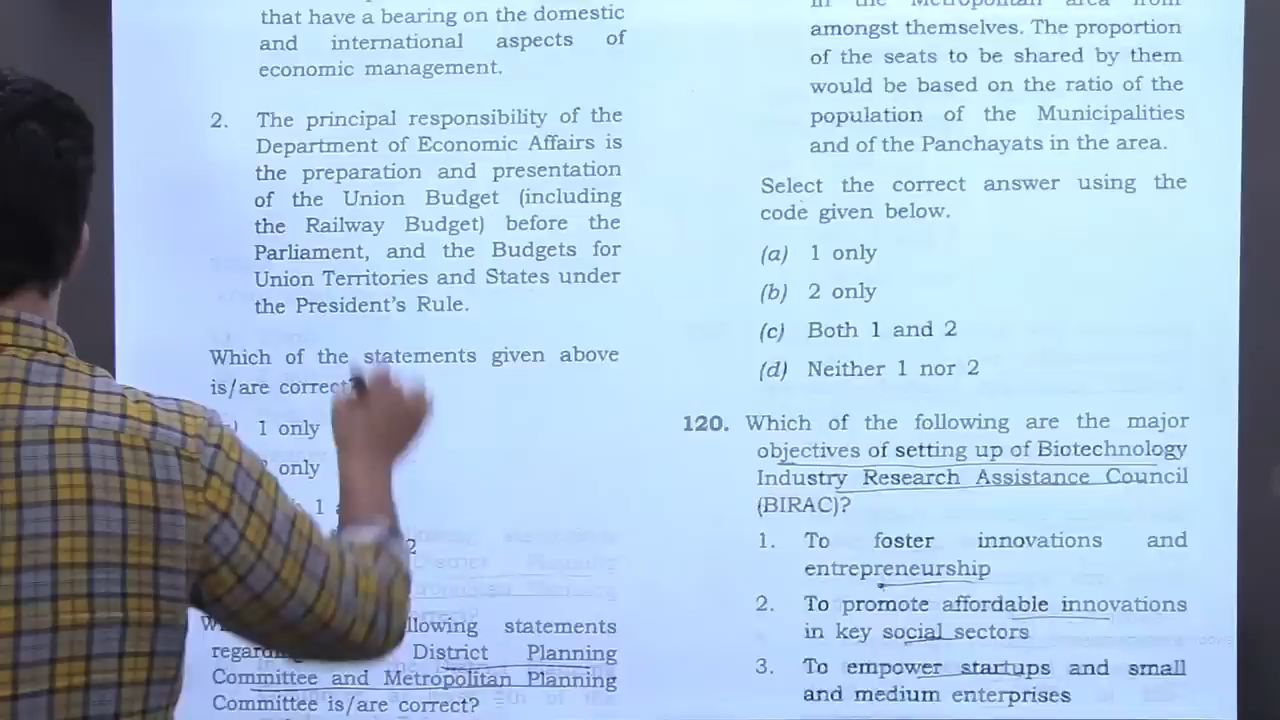 that have a bearing on the domestic
and international aspects of
economic management.
2. The principal responsibility of the
Department of Economic Affairs is
the preparation and presentation
of the Union Budget (including
the Railway Budget) before the
Parliament, and the Budgets for
Union Territories and States under
the President's Rule.
Which of the statements given above
is/are correct
1 only
only
1
2
llowing statements
District Planning
Committee and Metropolitan Planning
Committee is/are correct?
in the Metropolitan area from
amongst themselves. The proportion
of the seats to be shared by them
would be based on the ratio of the
population of the Municipalities
and of the Panchayats in the area.
Select the correct answer using the
code given below.
(a) 1 only
(b) 2 only
(c) Both 1 and 2
(d) Neither 1 nor 2
120. Which of the following are the major
objectives of setting up of Biotechnology
Industry Research Assistance Council
(BIRAC)?
1. To foster innovations and
entrepreneurship
2. To promote affordable innovations
in key social sectors
3. To empower startups and small
and medium enterprises